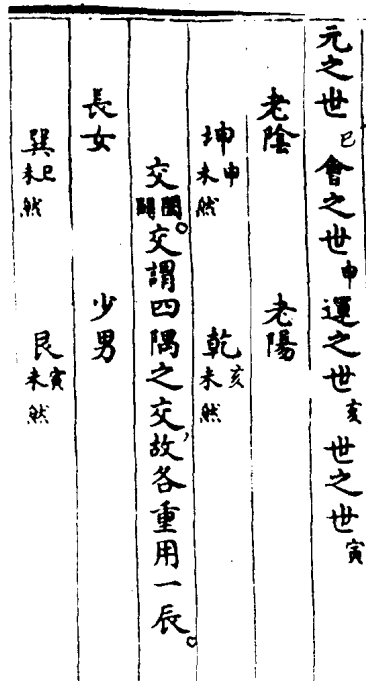 元之世巳會之世申運之世亥世之世寅
老陰　老陽
坤申未然　乾亥未然
交。交謂四隅之交，故各重用一辰。
長女　少男
巽巳未然　艮寅未然